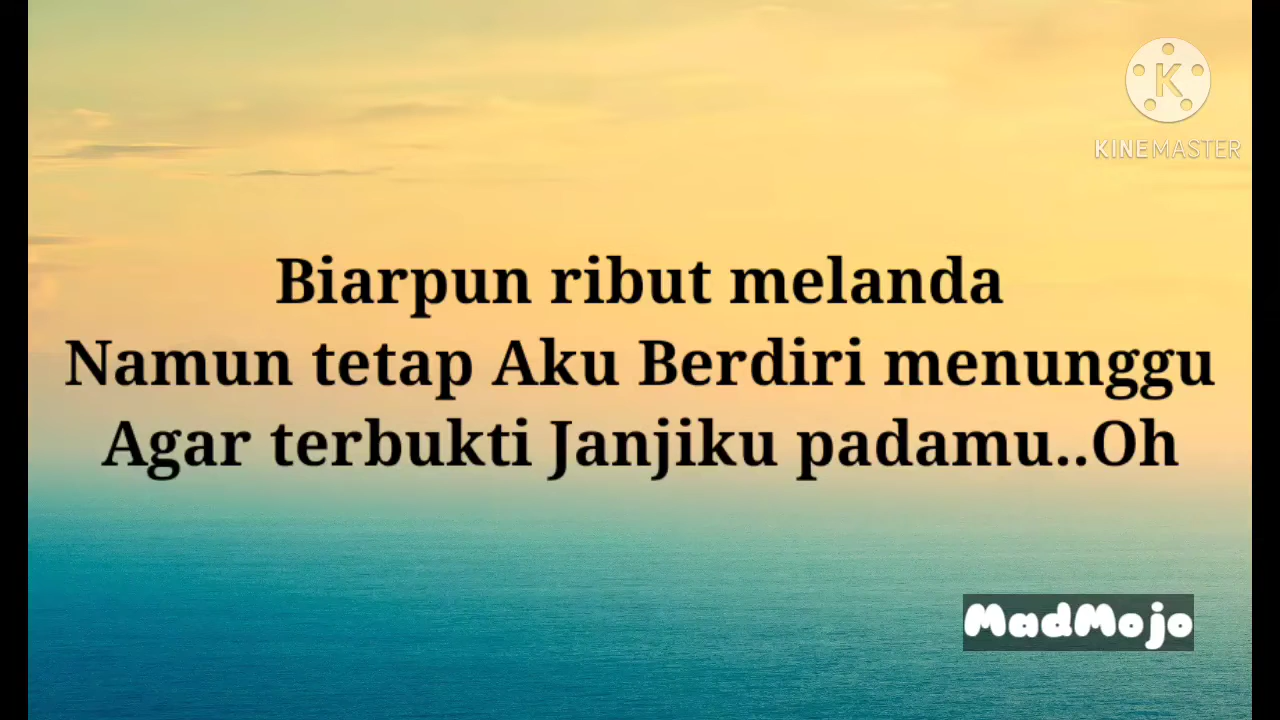 K
KINEMASTER
Biarpun ribut melanda
Namun tetap Aku Berdiri menunggu
Agar terbukti Janjiku padamu..Oh
MadMojo